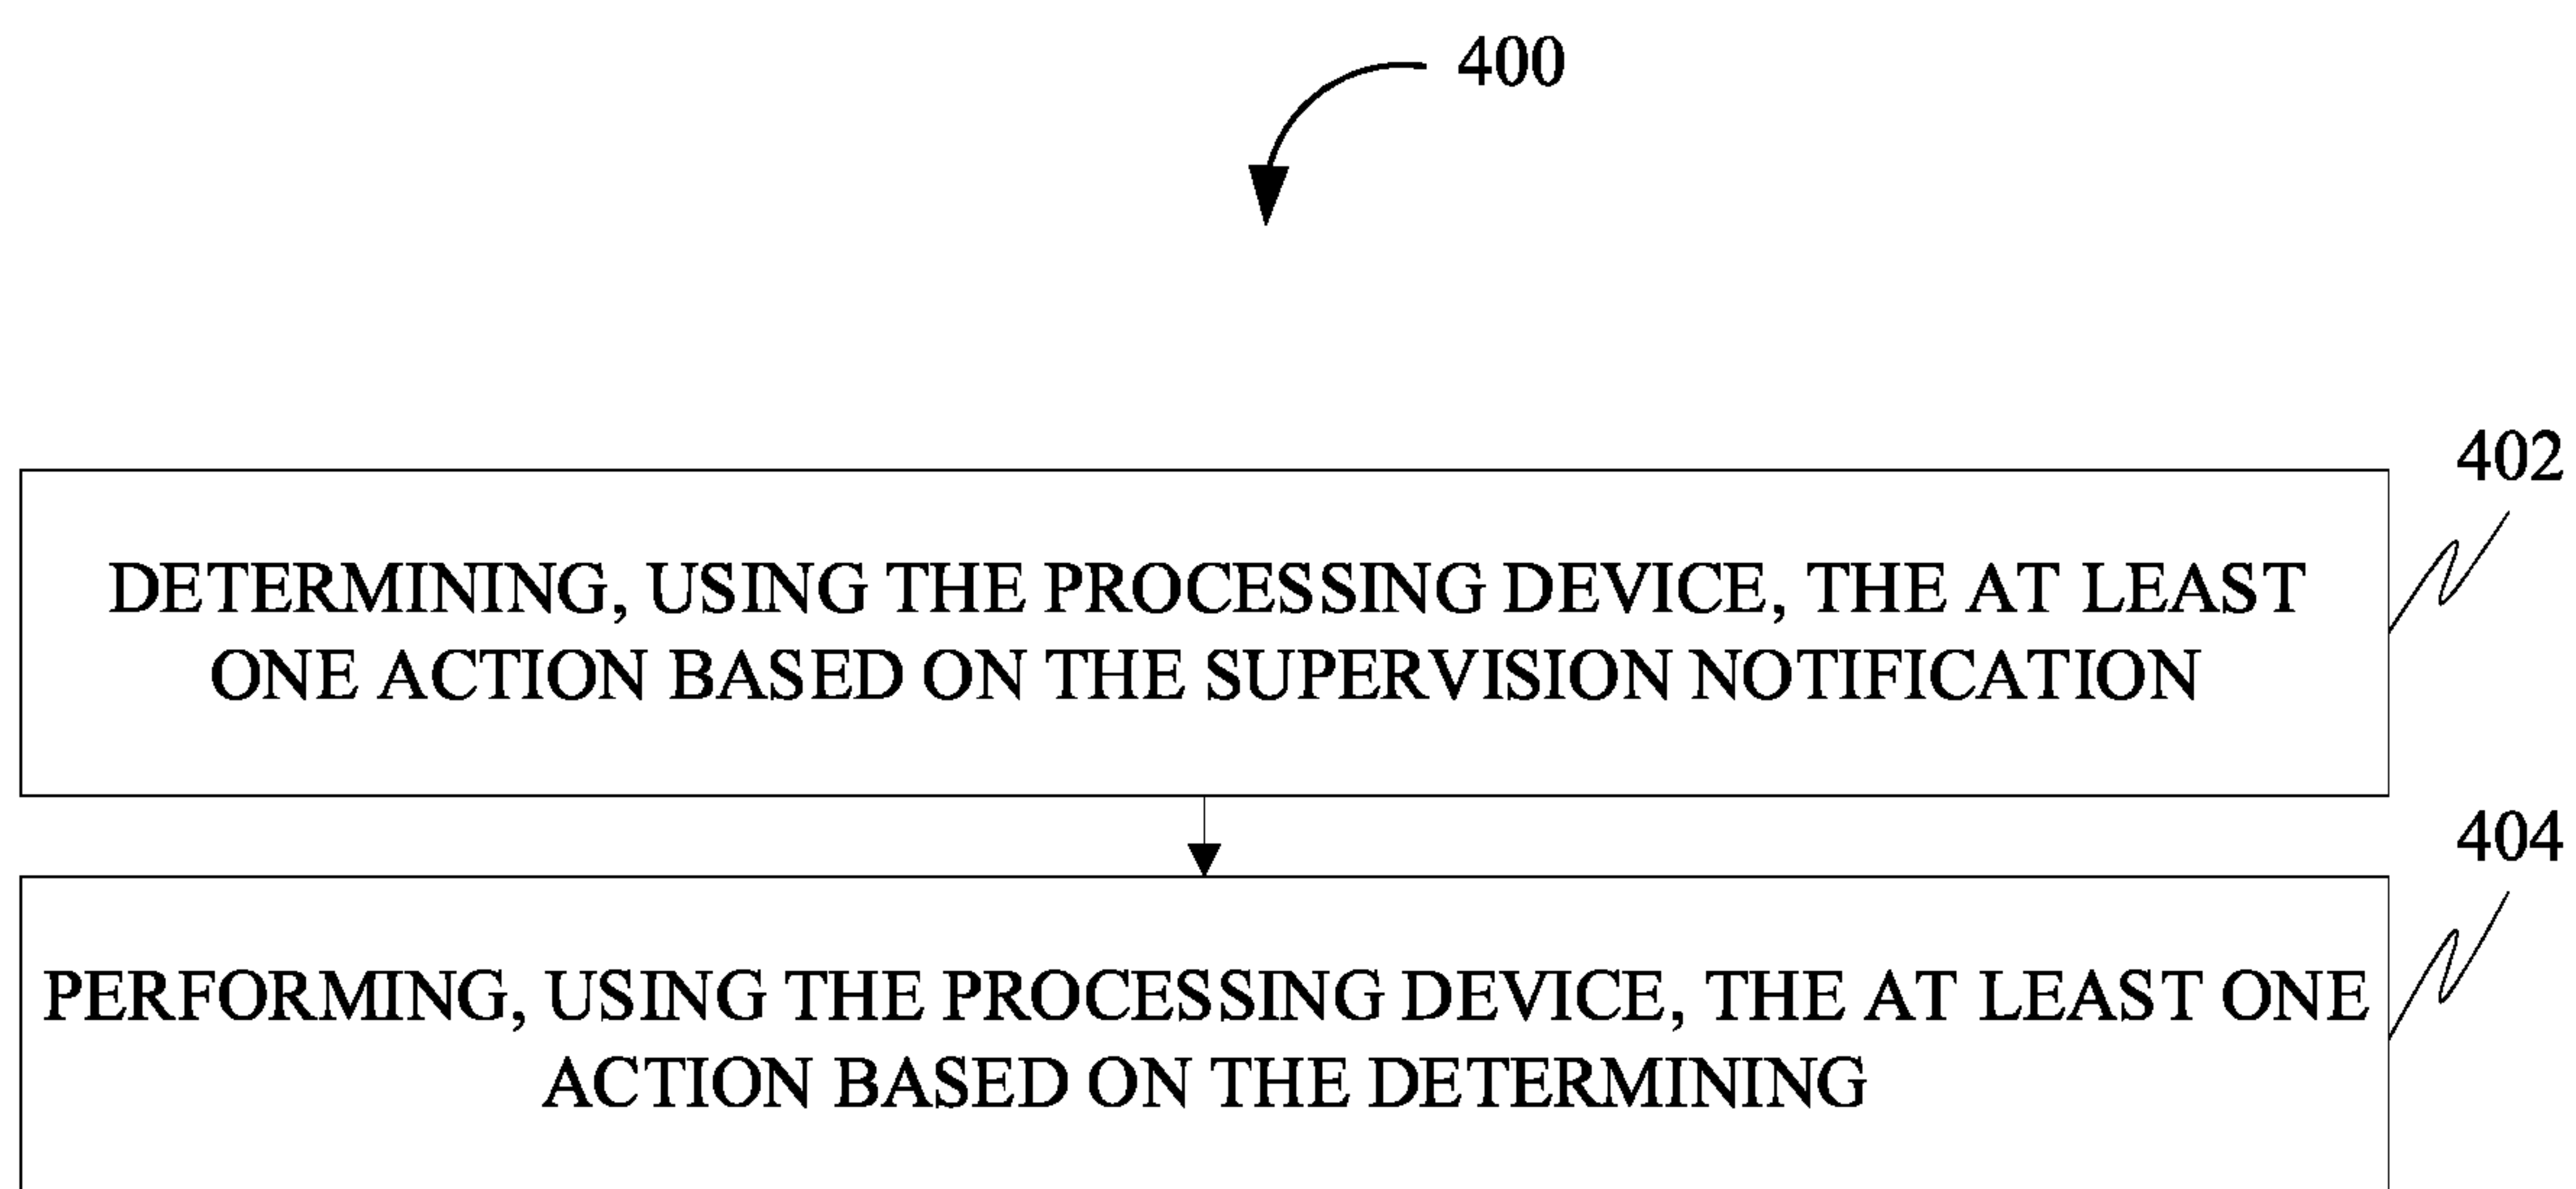 400
402
DETERMINING, USING THE PROCESSING DEVICE, THE AT LEAST
ONE ACTION BASED ON THE SUPERVISION NOTIFICATION
404
PERFORMING, USING THE PROCESSING DEVICE, THE AT LEAST ONE
ACTION BASED ON THE DETERMINING